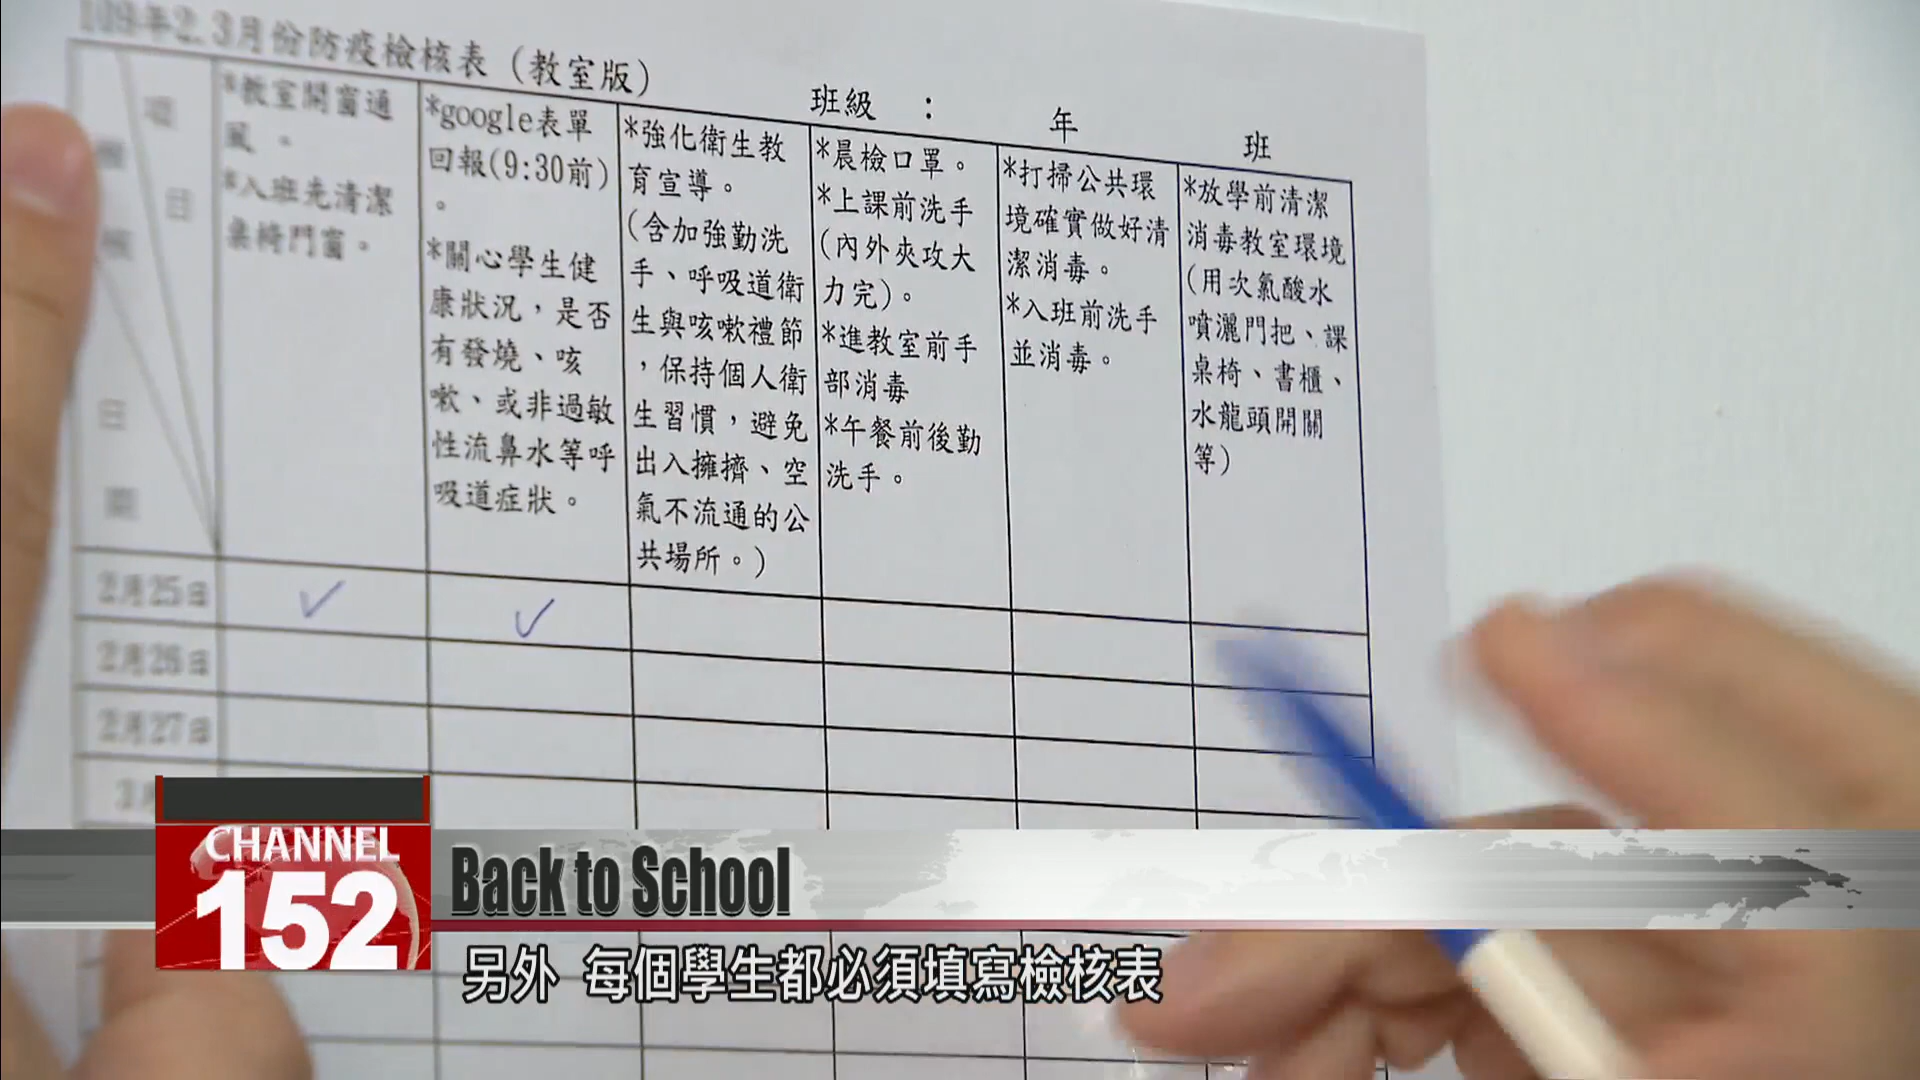 109年2.3月份防疫檢核表（教室版）
班級 ： 年 班
項
目
檢
核
日
期
*教室開窗通
風。
*入班先清潔
桌椅門窗。
*google表單
回報(9:30前)
。
*關心學生健
康狀況，是否
有發燒、咳
嗽、或非過敏
性流鼻水等呼
吸道症狀。
*強化衛生教
育宣導。
(含加強勤洗
手、呼吸道衛
生與咳嗽禮節
，保持個人衛
生習慣，避免
出入擁擠、空
氣不流通的公
共場所。)
*晨檢口罩。
*上課前洗手
(內外夾攻大
力完)。
*進教室前手
部消毒
*午餐前後勤
洗手。
*打掃公共環
境確實做好清
潔消毒。
*入班前洗手
並消毒。
*放學前清潔
消毒教室環境
(用次氯酸水
噴灑門把、課
桌椅、書櫃、
水龍頭開關
等)
2月25日 ✓ ✓
2月26日
2月27日
CHANNEL
152
Back to School
另外 每個學生都必須填寫檢核表